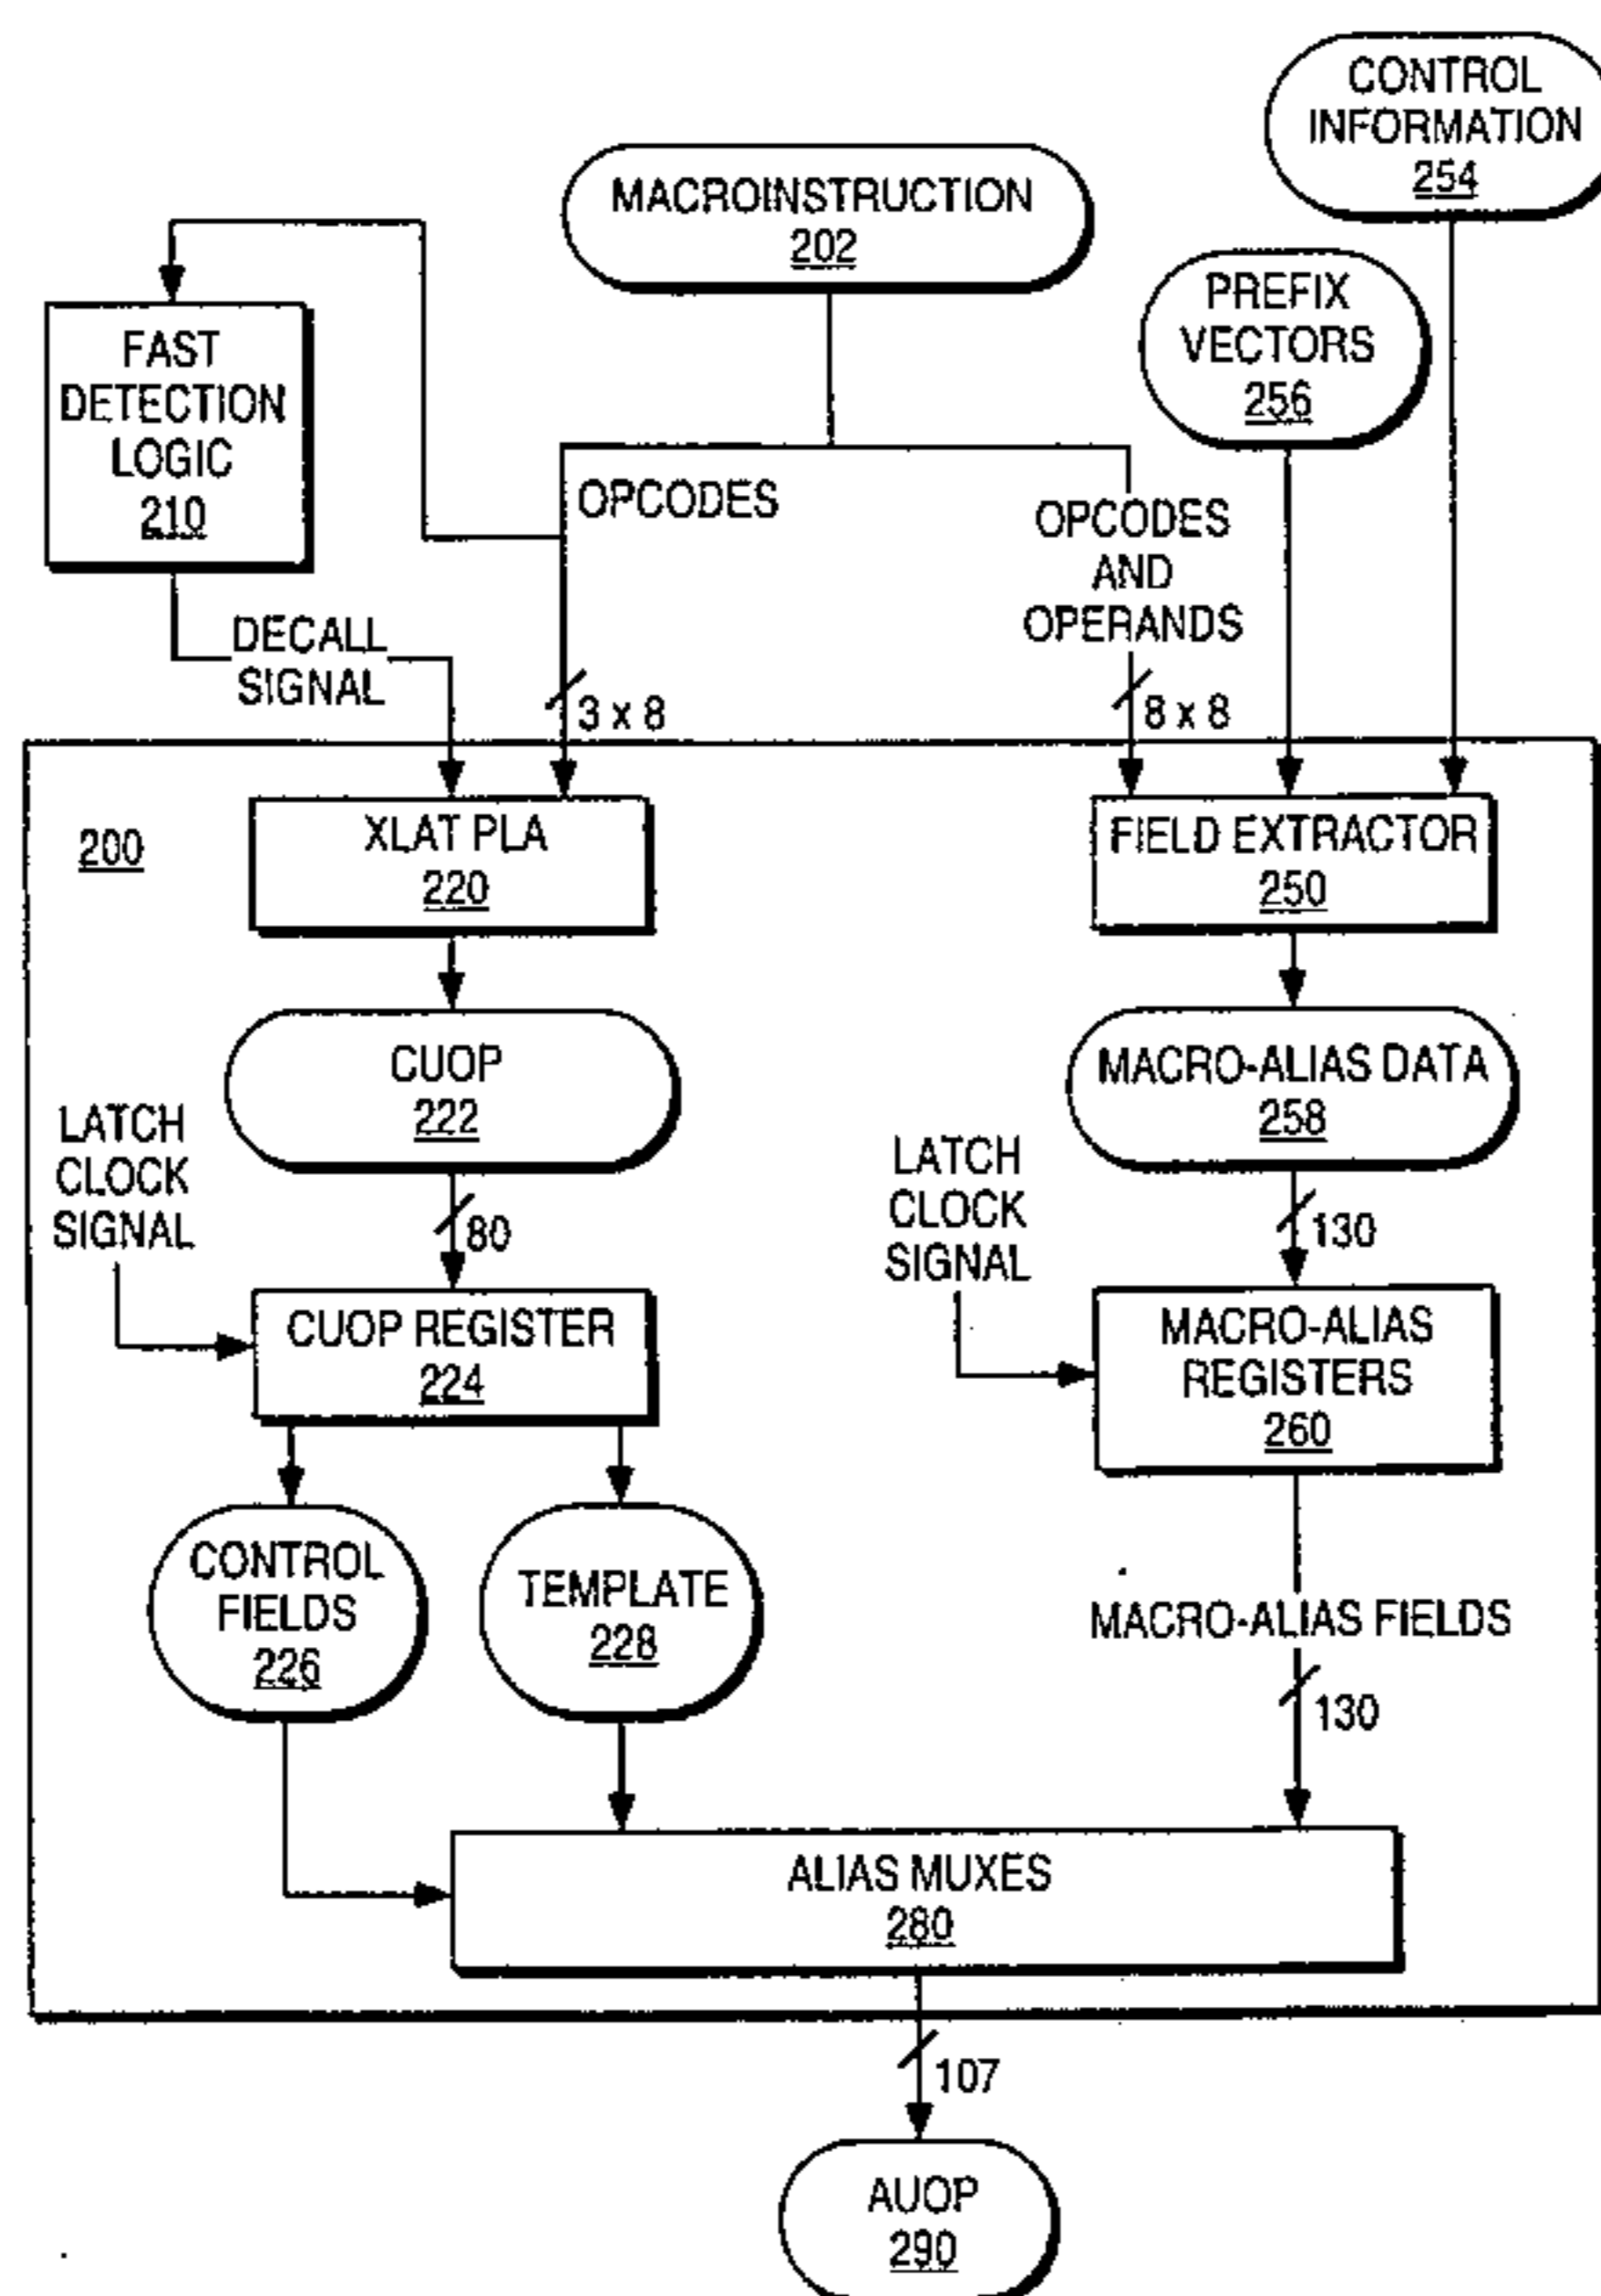 CONTROL
INFORMATION
254
MACROINSTRUCTION
202
PREFIX
VECTORS
256
FAST
DETECTION
LOGIC
210
OPCODES
OPCODES
AND
OPERANDS
DECALL
SIGNAL
3 x 8
8 x 8
200
XLAT PLA
220
FIELD EXTRACTOR
250
CUOP
222
MACRO-ALIAS DATA
258
LATCH
CLOCK
SIGNAL
80
LATCH
CLOCK
SIGNAL
130
CUOP REGISTER
224
MACRO-ALIAS
REGISTERS
260
CONTROL
FIELDS
226
TEMPLATE
228
MACRO-ALIAS FIELDS
130
ALIAS MUXES
280
107
AUOP
290